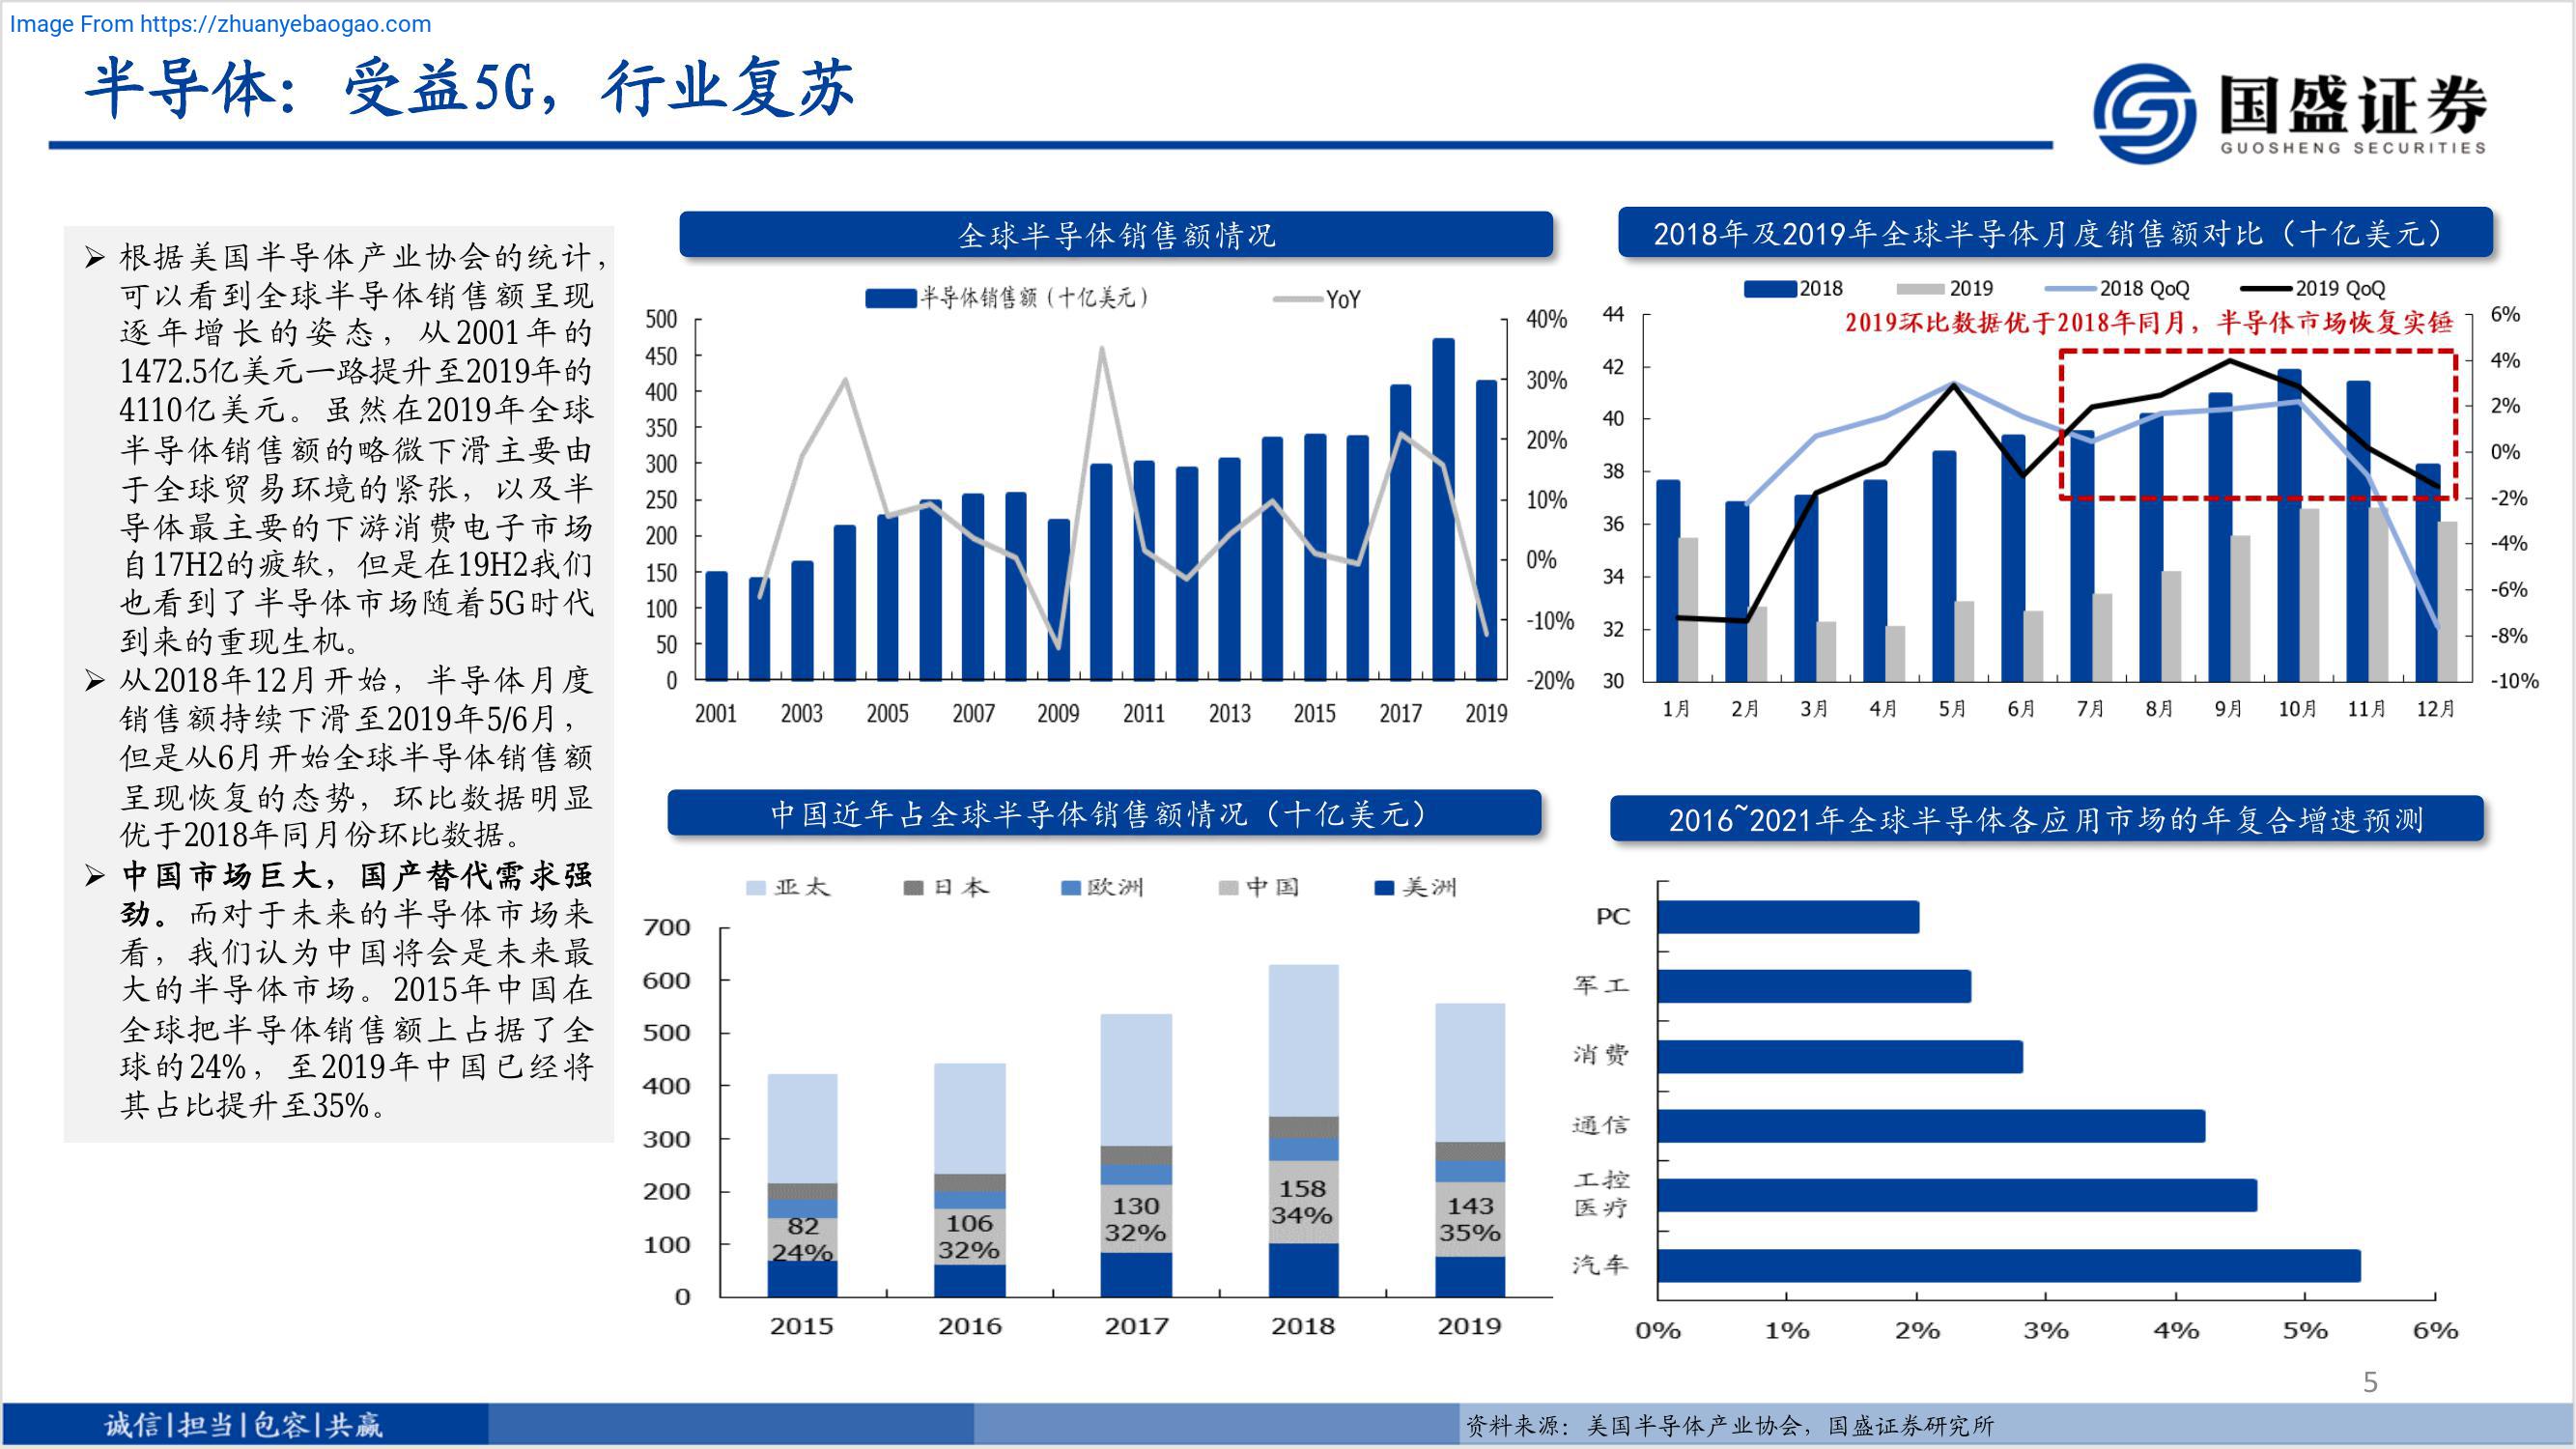 Image From https://zhuanyebaogao.com
半导体：受益5G，行业复苏
国盛证券
GUOSHENG SECURITIES
➢ 根据美国半导体产业协会的统计，
可以看到全球半导体销售额呈现
逐年增长的姿态，从2001年的
1472.5亿美元一路提升至2019年的
4110亿美元。虽然在2019年全球
半导体销售额的略微下滑主要由
于全球贸易环境的紧张，以及半
导体最主要的下游消费电子市场
自17H2的疲软，但是在19H2我们
也看到了半导体市场随着5G时代
到来的重现生机。
➢ 从2018年12月开始，半导体月度
销售额持续下滑至2019年5/6月，
但是从6月开始全球半导体销售额
呈现恢复的态势，环比数据明显
优于2018年同月份环比数据。
➢ 中国市场巨大，国产替代需求强
劲。而对于未来的半导体市场来
看，我们认为中国将会是未来最
大的半导体市场。2015年中国在
全球把半导体销售额上占据了全
球的24%，至2019年中国已经将
其占比提升至35%。
全球半导体销售额情况
半导体销售额（十亿美元） YoY
500 40%
450
400 30%
350 20%
300
250 10%
200 0%
150
100 -10%
50
0 -20%
2001 2003 2005 2007 2009 2011 2013 2015 2017 2019
2018年及2019年全球半导体月度销售额对比（十亿美元）
2018 2019 2018 QoQ 2019 QoQ
2019环比数据优于2018年同月，半导体市场恢复实锤
44 6%
42 4%
40 2%
38 0%
36 -2%
34 -4%
32 -6%
30 -8%
-10%
1月 2月 3月 4月 5月 6月 7月 8月 9月 10月 11月 12月
中国近年占全球半导体销售额情况（十亿美元）
亚太 日本 欧洲 中国 美洲
700
600
500
400
300
200
100
0
82 106 130 158 143
24% 32% 32% 34% 35%
2015 2016 2017 2018 2019
2016~2021年全球半导体各应用市场的年复合增速预测
PC
军工
消费
通信
工控
医疗
汽车
0% 1% 2% 3% 4% 5% 6%
5
诚信|担当|包容|共赢
资料来源：美国半导体产业协会，国盛证券研究所